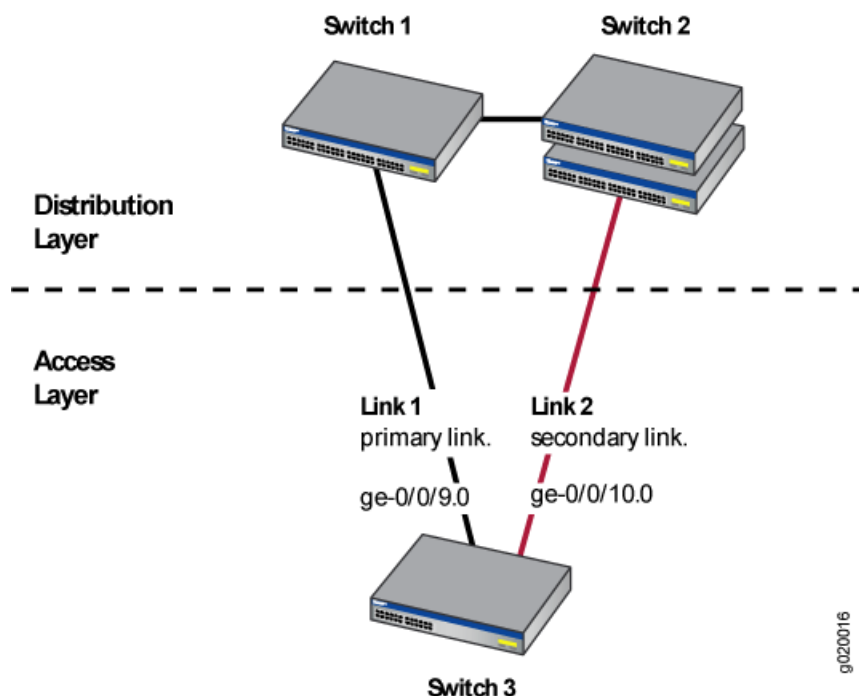 Switch 1
Switch 2
Distribution
Layer
Access
Layer
Link 1
primary link.
ge-0/0/9.0
Link 2
secondary link.
ge-0/0/10.0
Switch 3
g020016